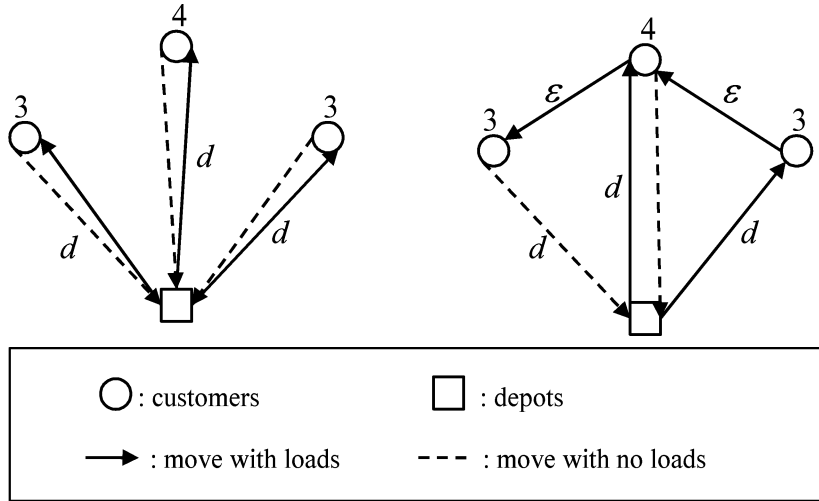 4
3
3
d
d
d
4
3
3
ε
ε
d
d
d
: customers
: depots
: move with loads
: move with no loads